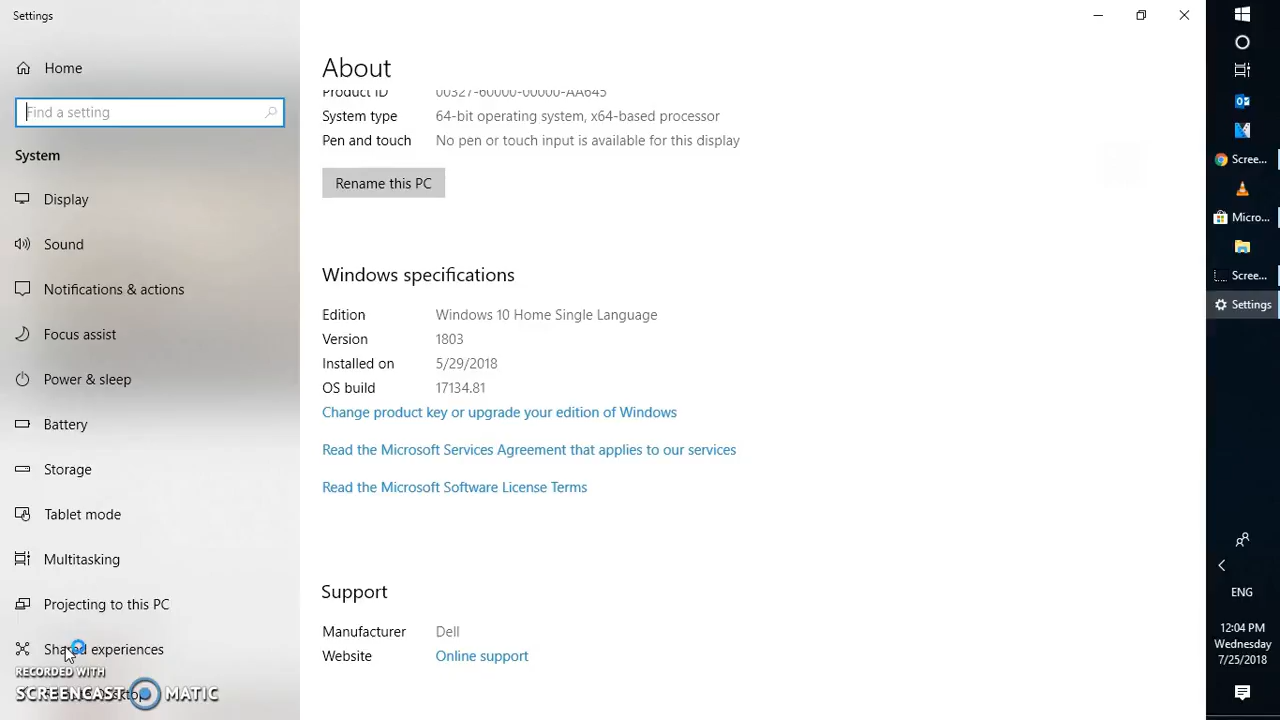 Settings
Home
Find a setting
System
Display
Sound
Notifications & actions
Focus assist
Power & sleep
Battery
Storage
Tablet mode
Multitasking
Projecting to this PC
Shared experiences
RECORDED WITH
SCREENCAST MATIC
About
Product ID 00327-60000-00000-AA645
System type 64-bit operating system, x64-based processor
Pen and touch No pen or touch input is available for this display
Rename this PC
Windows specifications
Edition Windows 10 Home Single Language
Version 1803
Installed on 5/29/2018
OS build 17134.81
Change product key or upgrade your edition of Windows
Read the Microsoft Services Agreement that applies to our services
Read the Microsoft Software License Terms
Support
Manufacturer Dell
Website Online support
Scree...
Micro...
Scree...
Settings
ENG
12:04 PM
Wednesday
7/25/2018